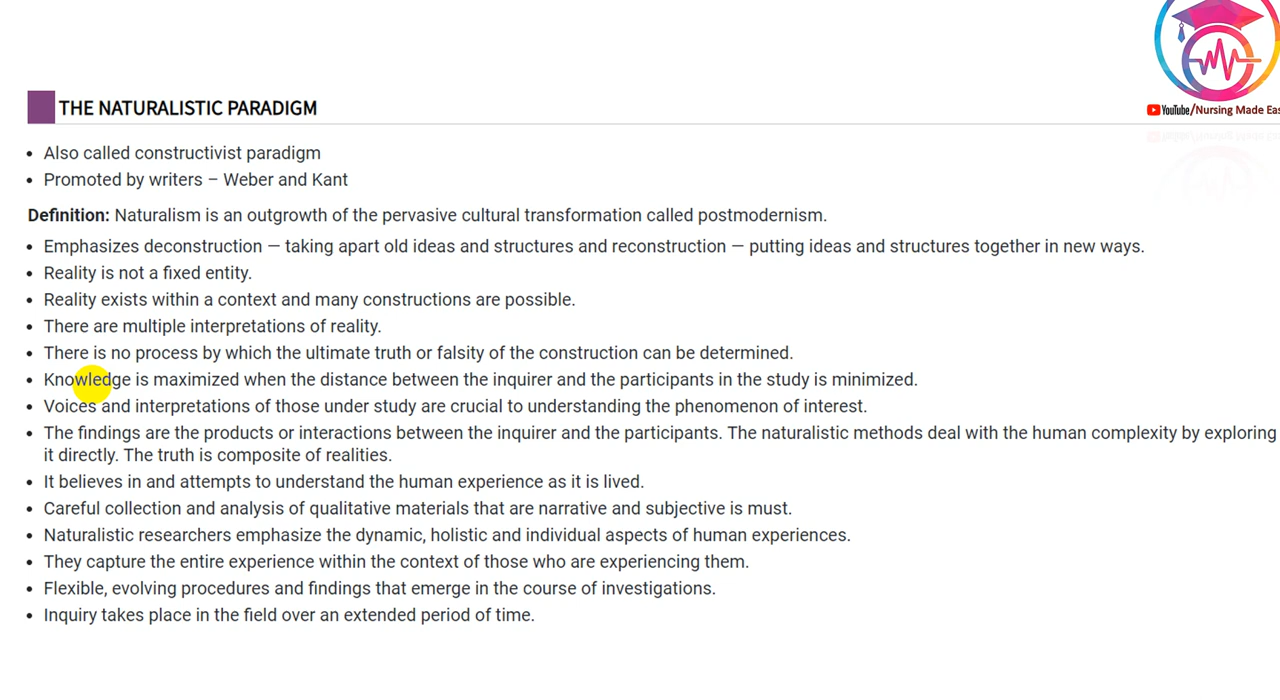 YouTube/Nursing Made Eas
THE NATURALISTIC PARADIGM
• Also called constructivist paradigm
• Promoted by writers – Weber and Kant
Definition: Naturalism is an outgrowth of the pervasive cultural transformation called postmodernism.
• Emphasizes deconstruction — taking apart old ideas and structures and reconstruction — putting ideas and structures together in new ways.
• Reality is not a fixed entity.
• Reality exists within a context and many constructions are possible.
• There are multiple interpretations of reality.
• There is no process by which the ultimate truth or falsity of the construction can be determined.
• Knowledge is maximized when the distance between the inquirer and the participants in the study is minimized.
• Voices and interpretations of those under study are crucial to understanding the phenomenon of interest.
• The findings are the products or interactions between the inquirer and the participants. The naturalistic methods deal with the human complexity by exploring
it directly. The truth is composite of realities.
• It believes in and attempts to understand the human experience as it is lived.
• Careful collection and analysis of qualitative materials that are narrative and subjective is must.
• Naturalistic researchers emphasize the dynamic, holistic and individual aspects of human experiences.
• They capture the entire experience within the context of those who are experiencing them.
• Flexible, evolving procedures and findings that emerge in the course of investigations.
• Inquiry takes place in the field over an extended period of time.